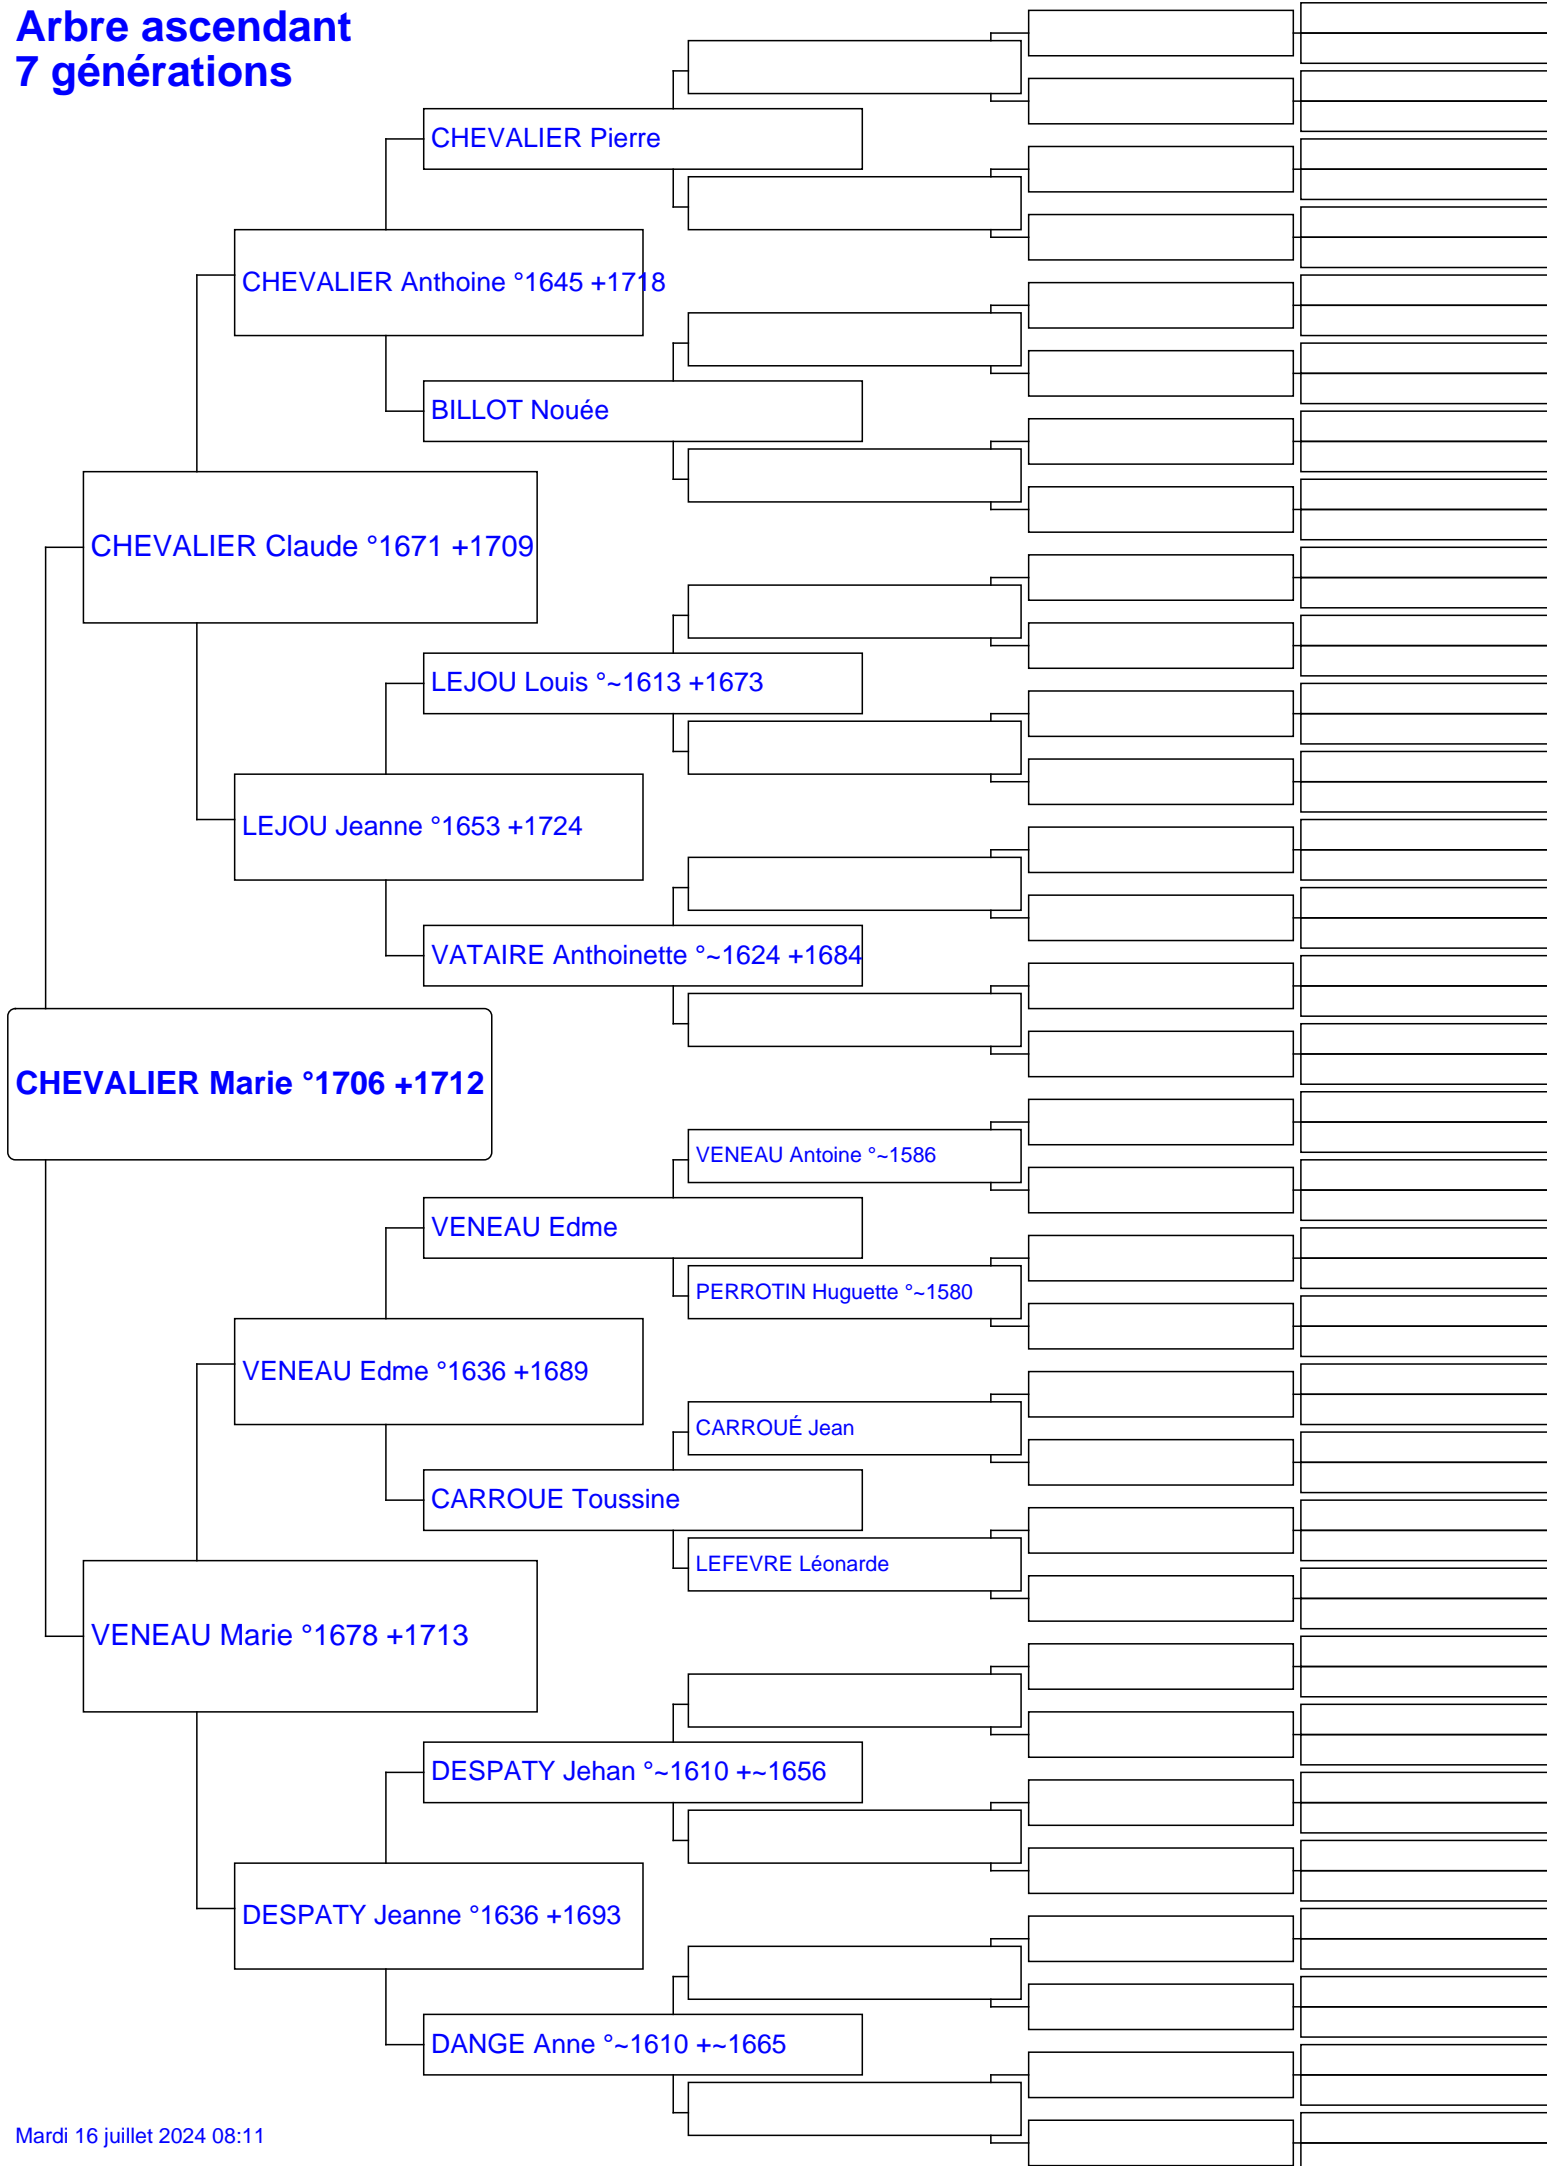 Arbre ascendant
7 générations
CHEVALIER Pierre
CHEVALIER Anthoine °1645 +1718
BILLOT Nouée
CHEVALIER Claude °1671 +1709
LEJOU Louis °~1613 +1673
LEJOU Jeanne °1653 +1724
VATAIRE Anthoinette °~1624 +1684
CHEVALIER Marie °1706 +1712
VENEAU Antoine °~1586
VENEAU Edme
PERROTIN Huguette °~1580
VENEAU Edme °1636 +1689
CARROUÉ Jean
CARROUE Toussine
LEFEVRE Léonarde
VENEAU Marie °1678 +1713
DESPATY Jehan °~1610 +~1656
DESPATY Jeanne °1636 +1693
DANGE Anne °~1610 +~1665
Mardi 16 juillet 2024 08:11